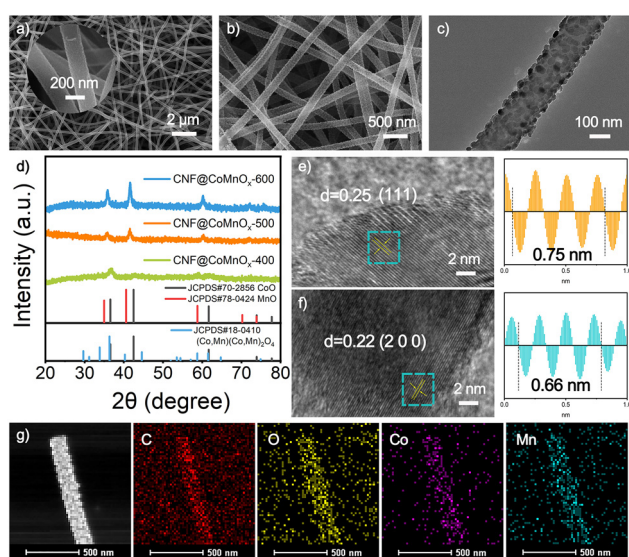 a)
200 nm
2 μm
b)
500 nm
c)
100 nm
d)
Intensity (a.u.)
CNF@CoMnOₓ-600
CNF@CoMnOₓ-500
CNF@CoMnOₓ-400
JCPDS#70-2856 CoO
JCPDS#78-0424 MnO
JCPDS#18-0410
(Co,Mn)(Co,Mn)₂O₄
20 30 40 50 60 70 80
2θ (degree)
e)
d=0.25 (111)
2 nm
0.75 nm
0.0 0.5 1.0
nm
f)
d=0.22 (2 0 0)
2 nm
0.66 nm
0.0 0.5 1.0
nm
g)
500 nm
C
500 nm
O
500 nm
Co
500 nm
Mn
500 nm